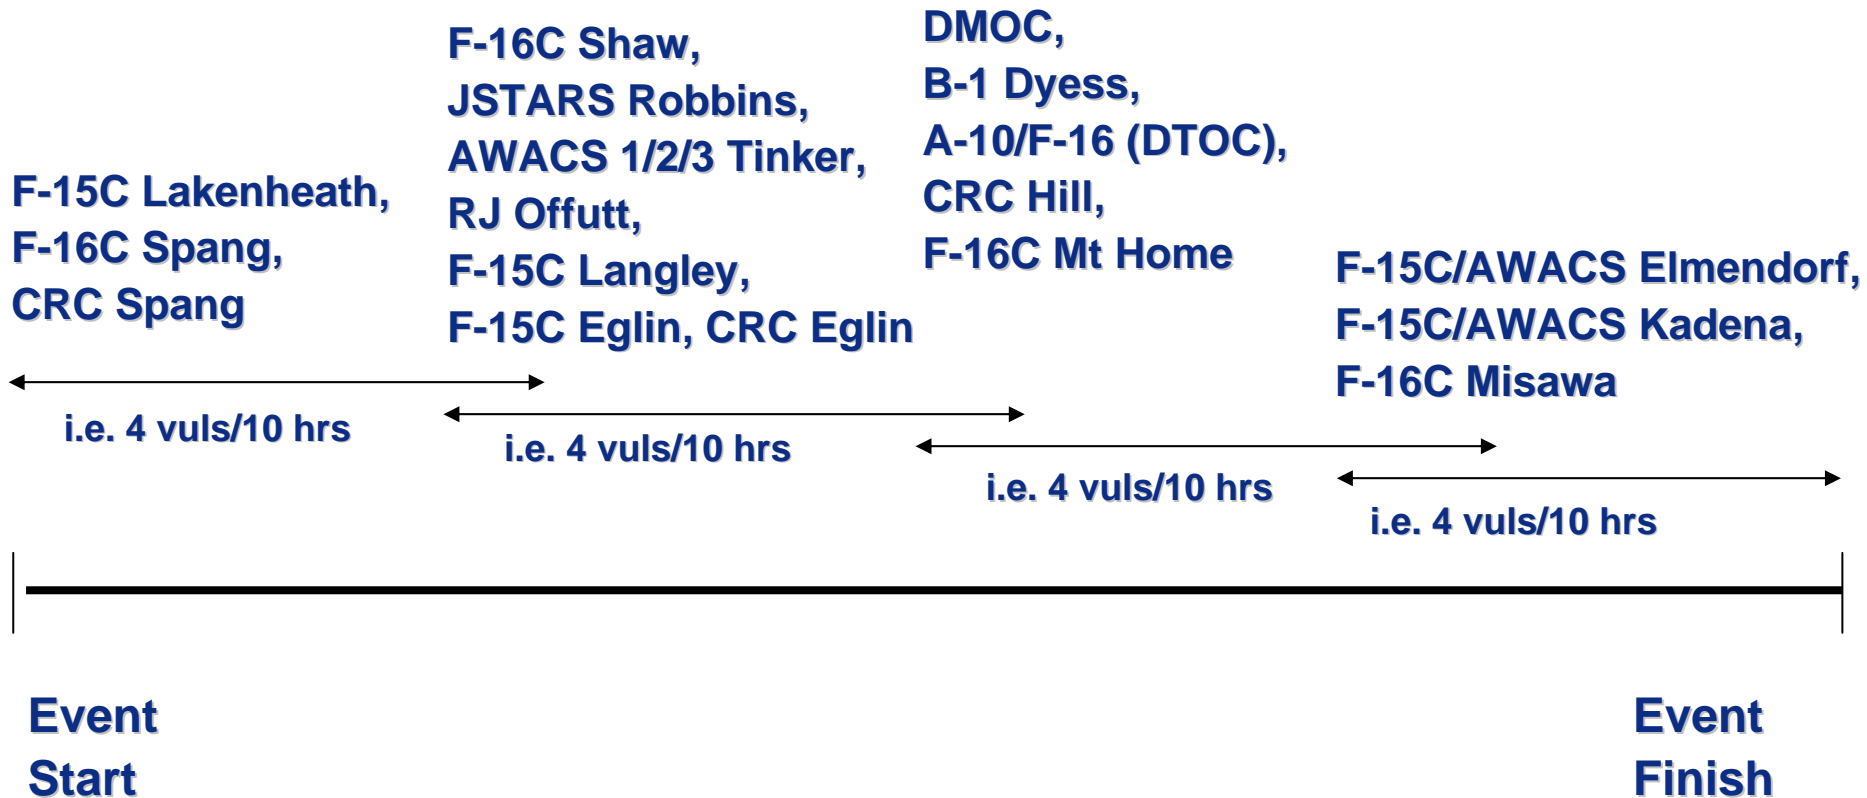 F-15C Lakenheath,
F-16C Spang,
CRC Spang
i.e. 4 vuls/10 hrs
F-16C Shaw,
JSTARS Robbins,
AWACS 1/2/3 Tinker,
RJ Offutt,
F-15C Langley,
F-15C Eglin, CRC Eglin
i.e. 4 vuls/10 hrs
DMOC,
B-1 Dyess,
A-10/F-16 (DTOC),
CRC Hill,
F-16C Mt Home
i.e. 4 vuls/10 hrs
F-15C/AWACS Elmendorf,
F-15C/AWACS Kadena,
F-16C Misawa
i.e. 4 vuls/10 hrs
Event
Start
Event
Finish